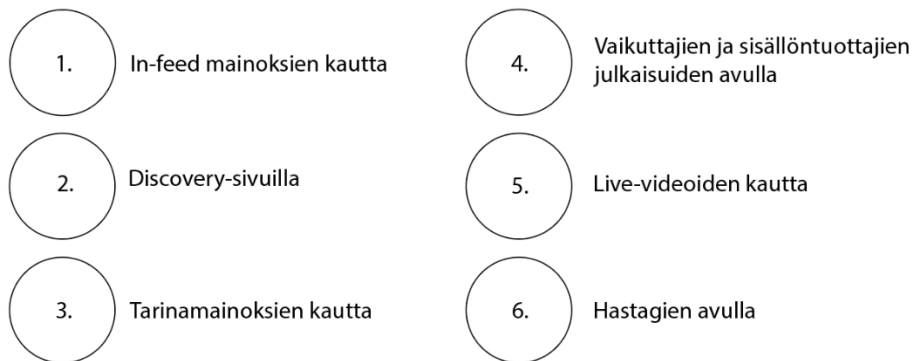 1. In-feed mainoksien kautta
2. Discovery-sivuilla
3. Tarinamainoksien kautta
4. Vaikuttajien ja sisällöntuottajien
julkaisuiden avulla
5. Live-videoiden kautta
6. Hastagien avulla